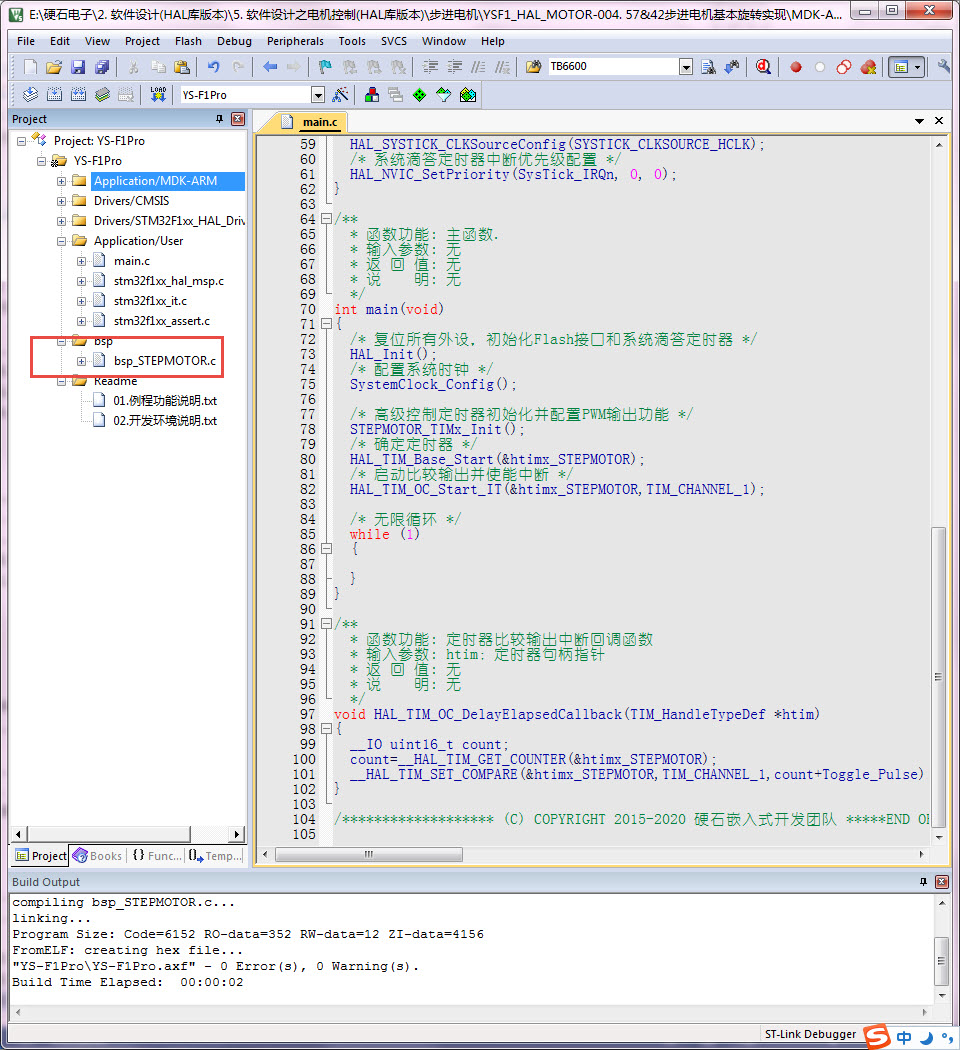 E:\硬石电子\2. 软件设计(HAL库版本)\5. 软件设计之电机控制(HAL库版本)\步进电机\YSF1_HAL_MOTOR-004. 57&42步进电机基本旋转实现\MDK-A...
File Edit View Project Flash Debug Peripherals Tools SVCS Window Help
TB6600
LOAD YS-F1Pro
Project
main.c
Project: YS-F1Pro
YS-F1Pro
Application/MDK-ARM
Drivers/CMSIS
Drivers/STM32F1xx_HAL_Driv
Application/User
main.c
stm32f1xx_hal_msp.c
stm32f1xx_it.c
stm32f1xx_assert.c
bsp
bsp_STEPMOTOR.c
Readme
01.例程功能说明.txt
02.开发环境说明.txt
Project Books {} Func... Temp...
59 HAL_SYSTICK_CLKSourceConfig(SYSTICK_CLKSOURCE_HCLK);
60 /* 系统滴答定时器中断优先级配置 */
61 HAL_NVIC_SetPriority(SysTick_IRQn, 0, 0);
62 }
63
64 /**
65 * 函数功能: 主函数.
66 * 输入参数: 无
67 * 返 回 值: 无
68 * 说 明: 无
69 */
70 int main(void)
71 {
72 /* 复位所有外设，初始化Flash接口和系统滴答定时器 */
73 HAL_Init();
74 /* 配置系统时钟 */
75 SystemClock_Config();
76
77 /* 高级控制定时器初始化并配置PWM输出功能 */
78 STEPMOTOR_TIMx_Init();
79 /* 确定定时器 */
80 HAL_TIM_Base_Start(&htimx_STEPMOTOR);
81 /* 启动比较输出并使能中断 */
82 HAL_TIM_OC_Start_IT(&htimx_STEPMOTOR,TIM_CHANNEL_1);
83
84 /* 无限循环 */
85 while (1)
86 {
87
88 }
89 }
90
91 /**
92 * 函数功能: 定时器比较输出中断回调函数
93 * 输入参数: htim: 定时器句柄指针
94 * 返 回 值: 无
95 * 说 明: 无
96 */
97 void HAL_TIM_OC_DelayElapsedCallback(TIM_HandleTypeDef *htim)
98 {
99 __IO uint16_t count;
100 count=__HAL_TIM_GET_COUNTER(&htimx_STEPMOTOR);
101 __HAL_TIM_SET_COMPARE(&htimx_STEPMOTOR,TIM_CHANNEL_1,count+Toggle_Pulse)
102 }
103
104 /******************* (C) COPYRIGHT 2015-2020 硬石嵌入式开发团队 *****END OF
105
Build Output
compiling bsp_STEPMOTOR.c...
linking...
Program Size: Code=6152 RO-data=352 RW-data=12 ZI-data=4156
FromELF: creating hex file...
"YS-F1Pro\YS-F1Pro.axf" - 0 Error(s), 0 Warning(s).
Build Time Elapsed:  00:00:02
ST-Link Debugger 中